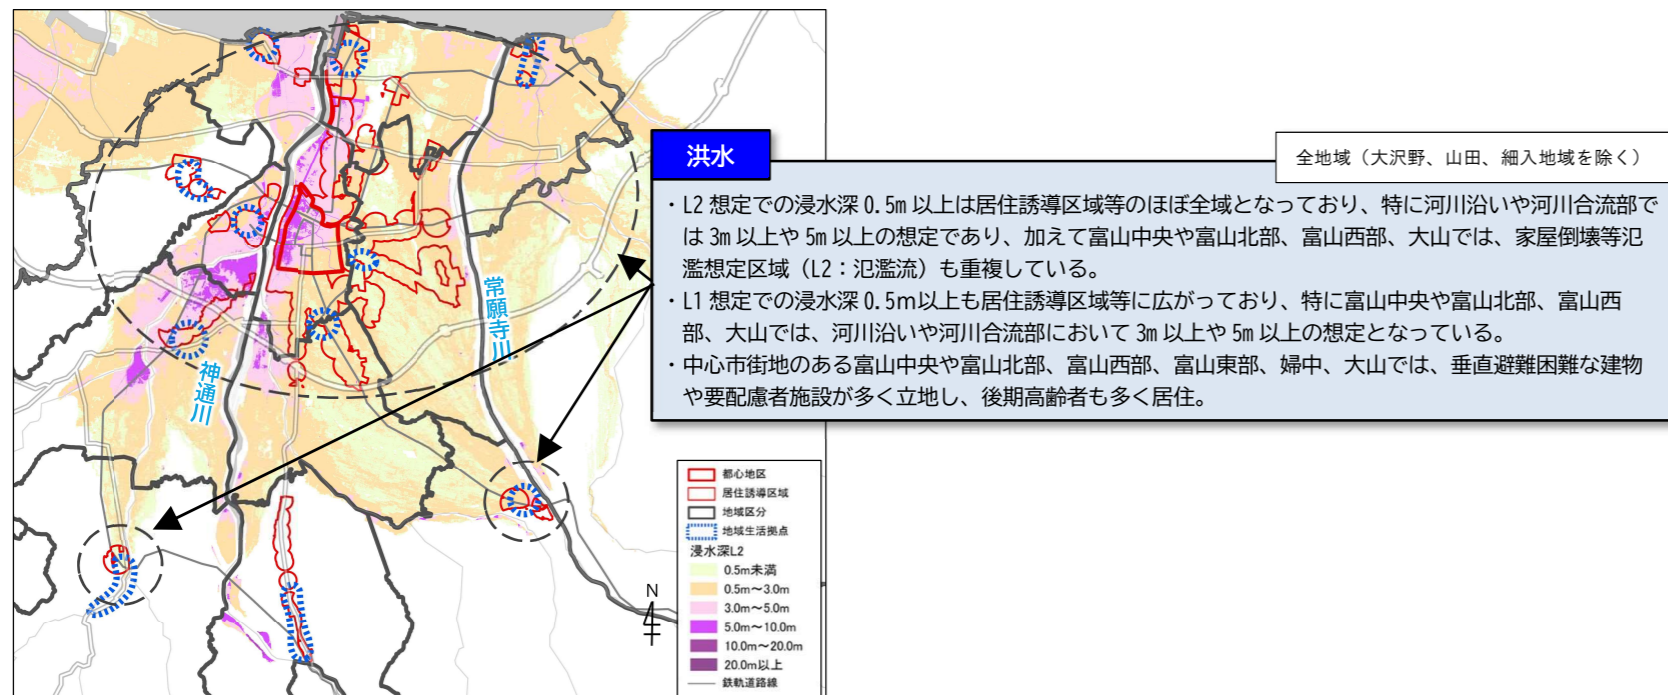 洪水
全地域（大沢野、山田、細入地域を除く）
・L2 想定での浸水深 0.5m 以上は居住誘導区域等のほぼ全域となっており、特に河川沿いや河川合流部で
は 3m 以上や 5m 以上の想定であり、加えて富山中央や富山北部、富山西部、大山では、家屋倒壊等氾
濫想定区域（L2：氾濫流）も重複している。
・L1 想定での浸水深 0.5m以上も居住誘導区域等に広がっており、特に富山中央や富山北部、富山西
部、大山では、河川沿いや河川合流部において 3m 以上や 5m 以上の想定となっている。
・中心市街地のある富山中央や富山北部、富山西部、富山東部、婦中、大山では、垂直避難困難な建物
や要配慮者施設が多く立地し、後期高齢者も多く居住。
常願寺川
神通川
N
都心地区
居住誘導区域
地域区分
地域生活拠点
浸水深L2
0.5m未満
0.5m～3.0m
3.0m～5.0m
5.0m～10.0m
10.0m～20.0m
20.0m以上
鉄軌道路線